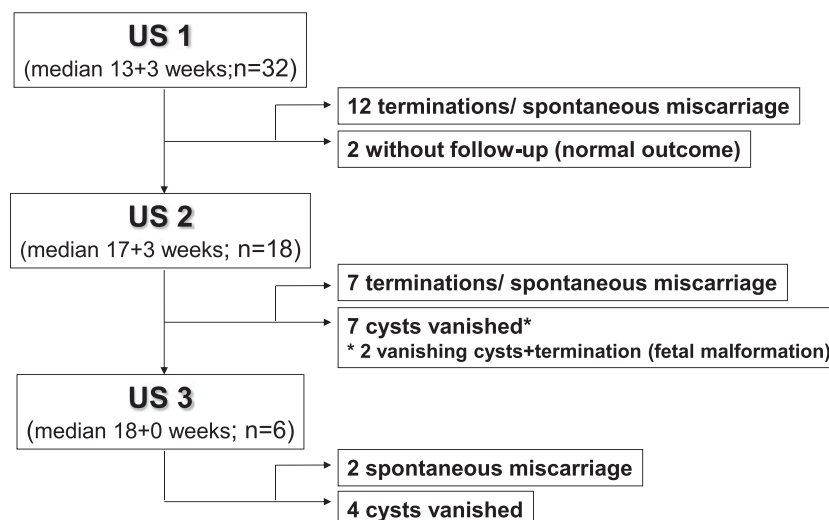 US 1
(median 13+3 weeks;n=32)
12 terminations/ spontaneous miscarriage
2 without follow-up (normal outcome)
US 2
(median 17+3 weeks; n=18)
7 terminations/ spontaneous miscarriage
7 cysts vanished*
* 2 vanishing cysts+termination (fetal malformation)
US 3
(median 18+0 weeks; n=6)
2 spontaneous miscarriage
4 cysts vanished